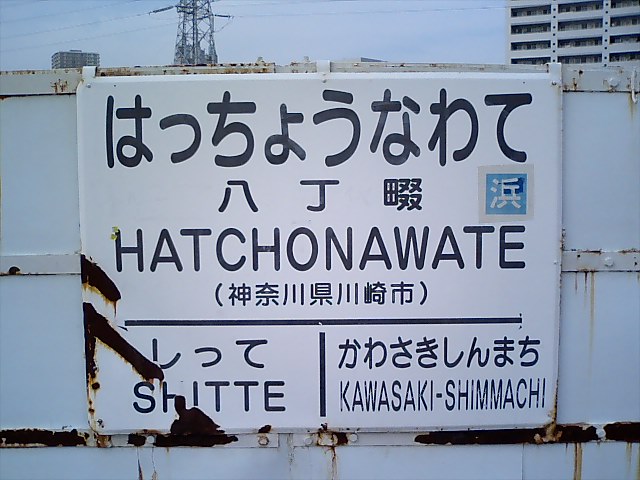 はっちょうなわて
八丁畷
浜
HATCHONAWATE
(神奈川県川崎市)
しって
SHITTE
かわさきしんまち
KAWASAKI-SHIMMACHI